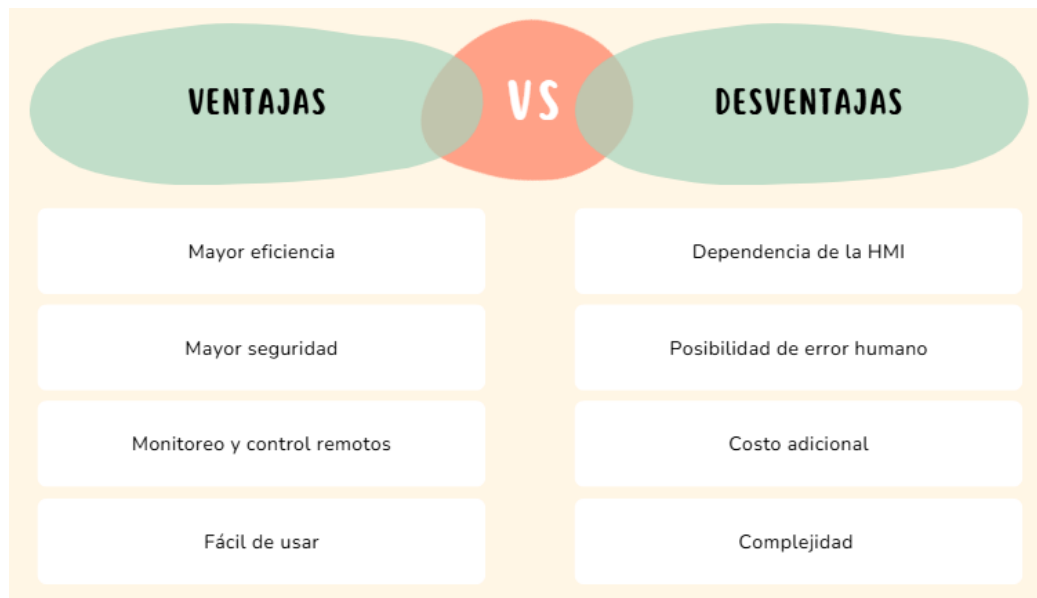 VENTAJAS
VS
DESVENTAJAS
Mayor eficiencia
Dependencia de la HMI
Mayor seguridad
Posibilidad de error humano
Monitoreo y control remotos
Costo adicional
Fácil de usar
Complejidad